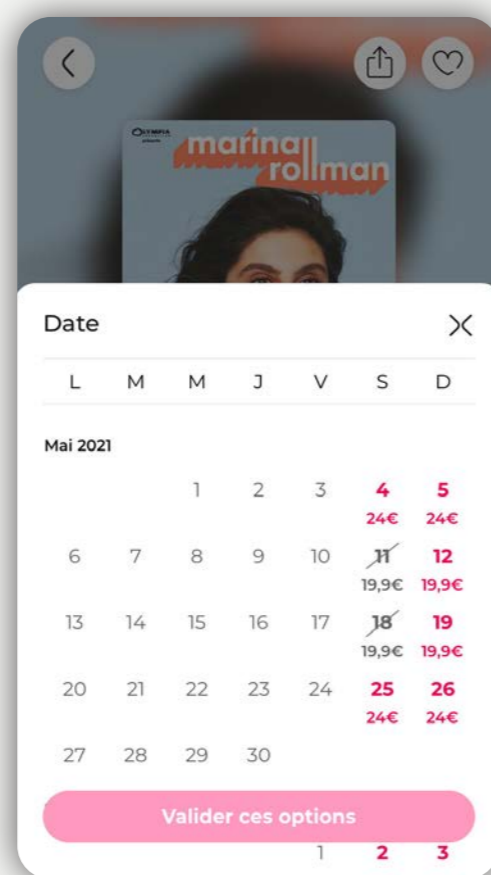 OLYMPIA
marina
rollman
Date
L M M J V S D
Mai 2021
1 2 3 4 5
24€ 24€
6 7 8 9 10 11 12
19,9€ 19,9€
13 14 15 16 17 18 19
19,9€ 19,9€
20 21 22 23 24 25 26
24€ 24€
27 28 29 30
Valider ces options
1 2 3